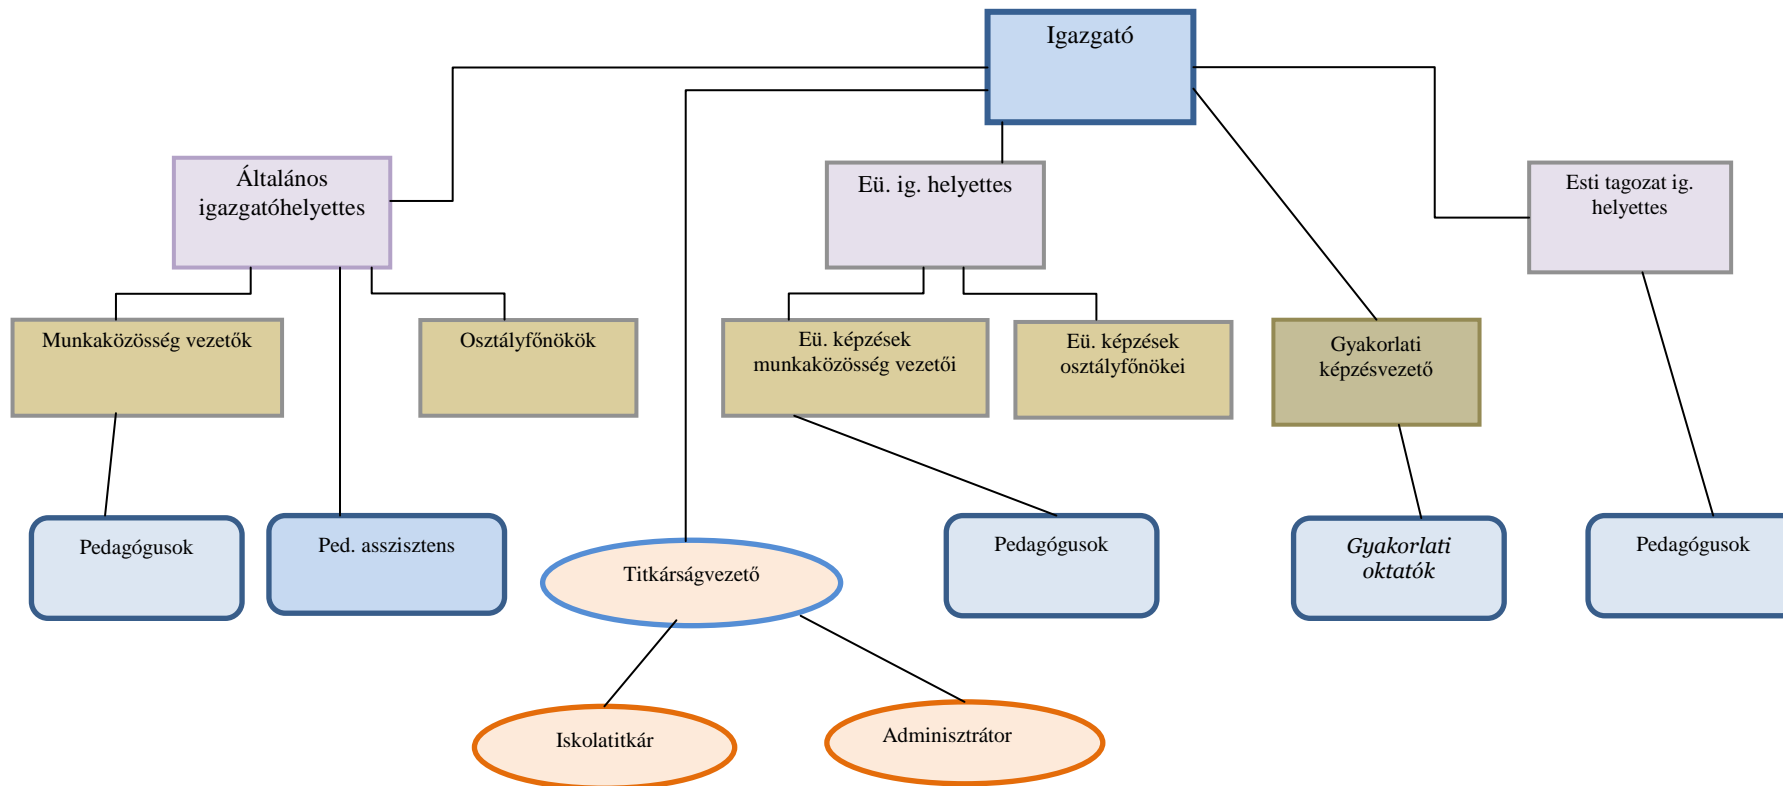 Igazgató
Általános
igazgatóhelyettes
Eü. ig. helyettes
Esti tagozat ig.
helyettes
Munkaközösség vezetők
Osztályfőnökök
Eü. képzések
munkaközösség vezetői
Eü. képzések
osztályfőnökei
Gyakorlati
képzésvezető
Pedagógusok
Ped. asszisztens
Titkárságvezető
Pedagógusok
Gyakorlati
oktatók
Pedagógusok
Iskolatitkár
Adminisztrátor